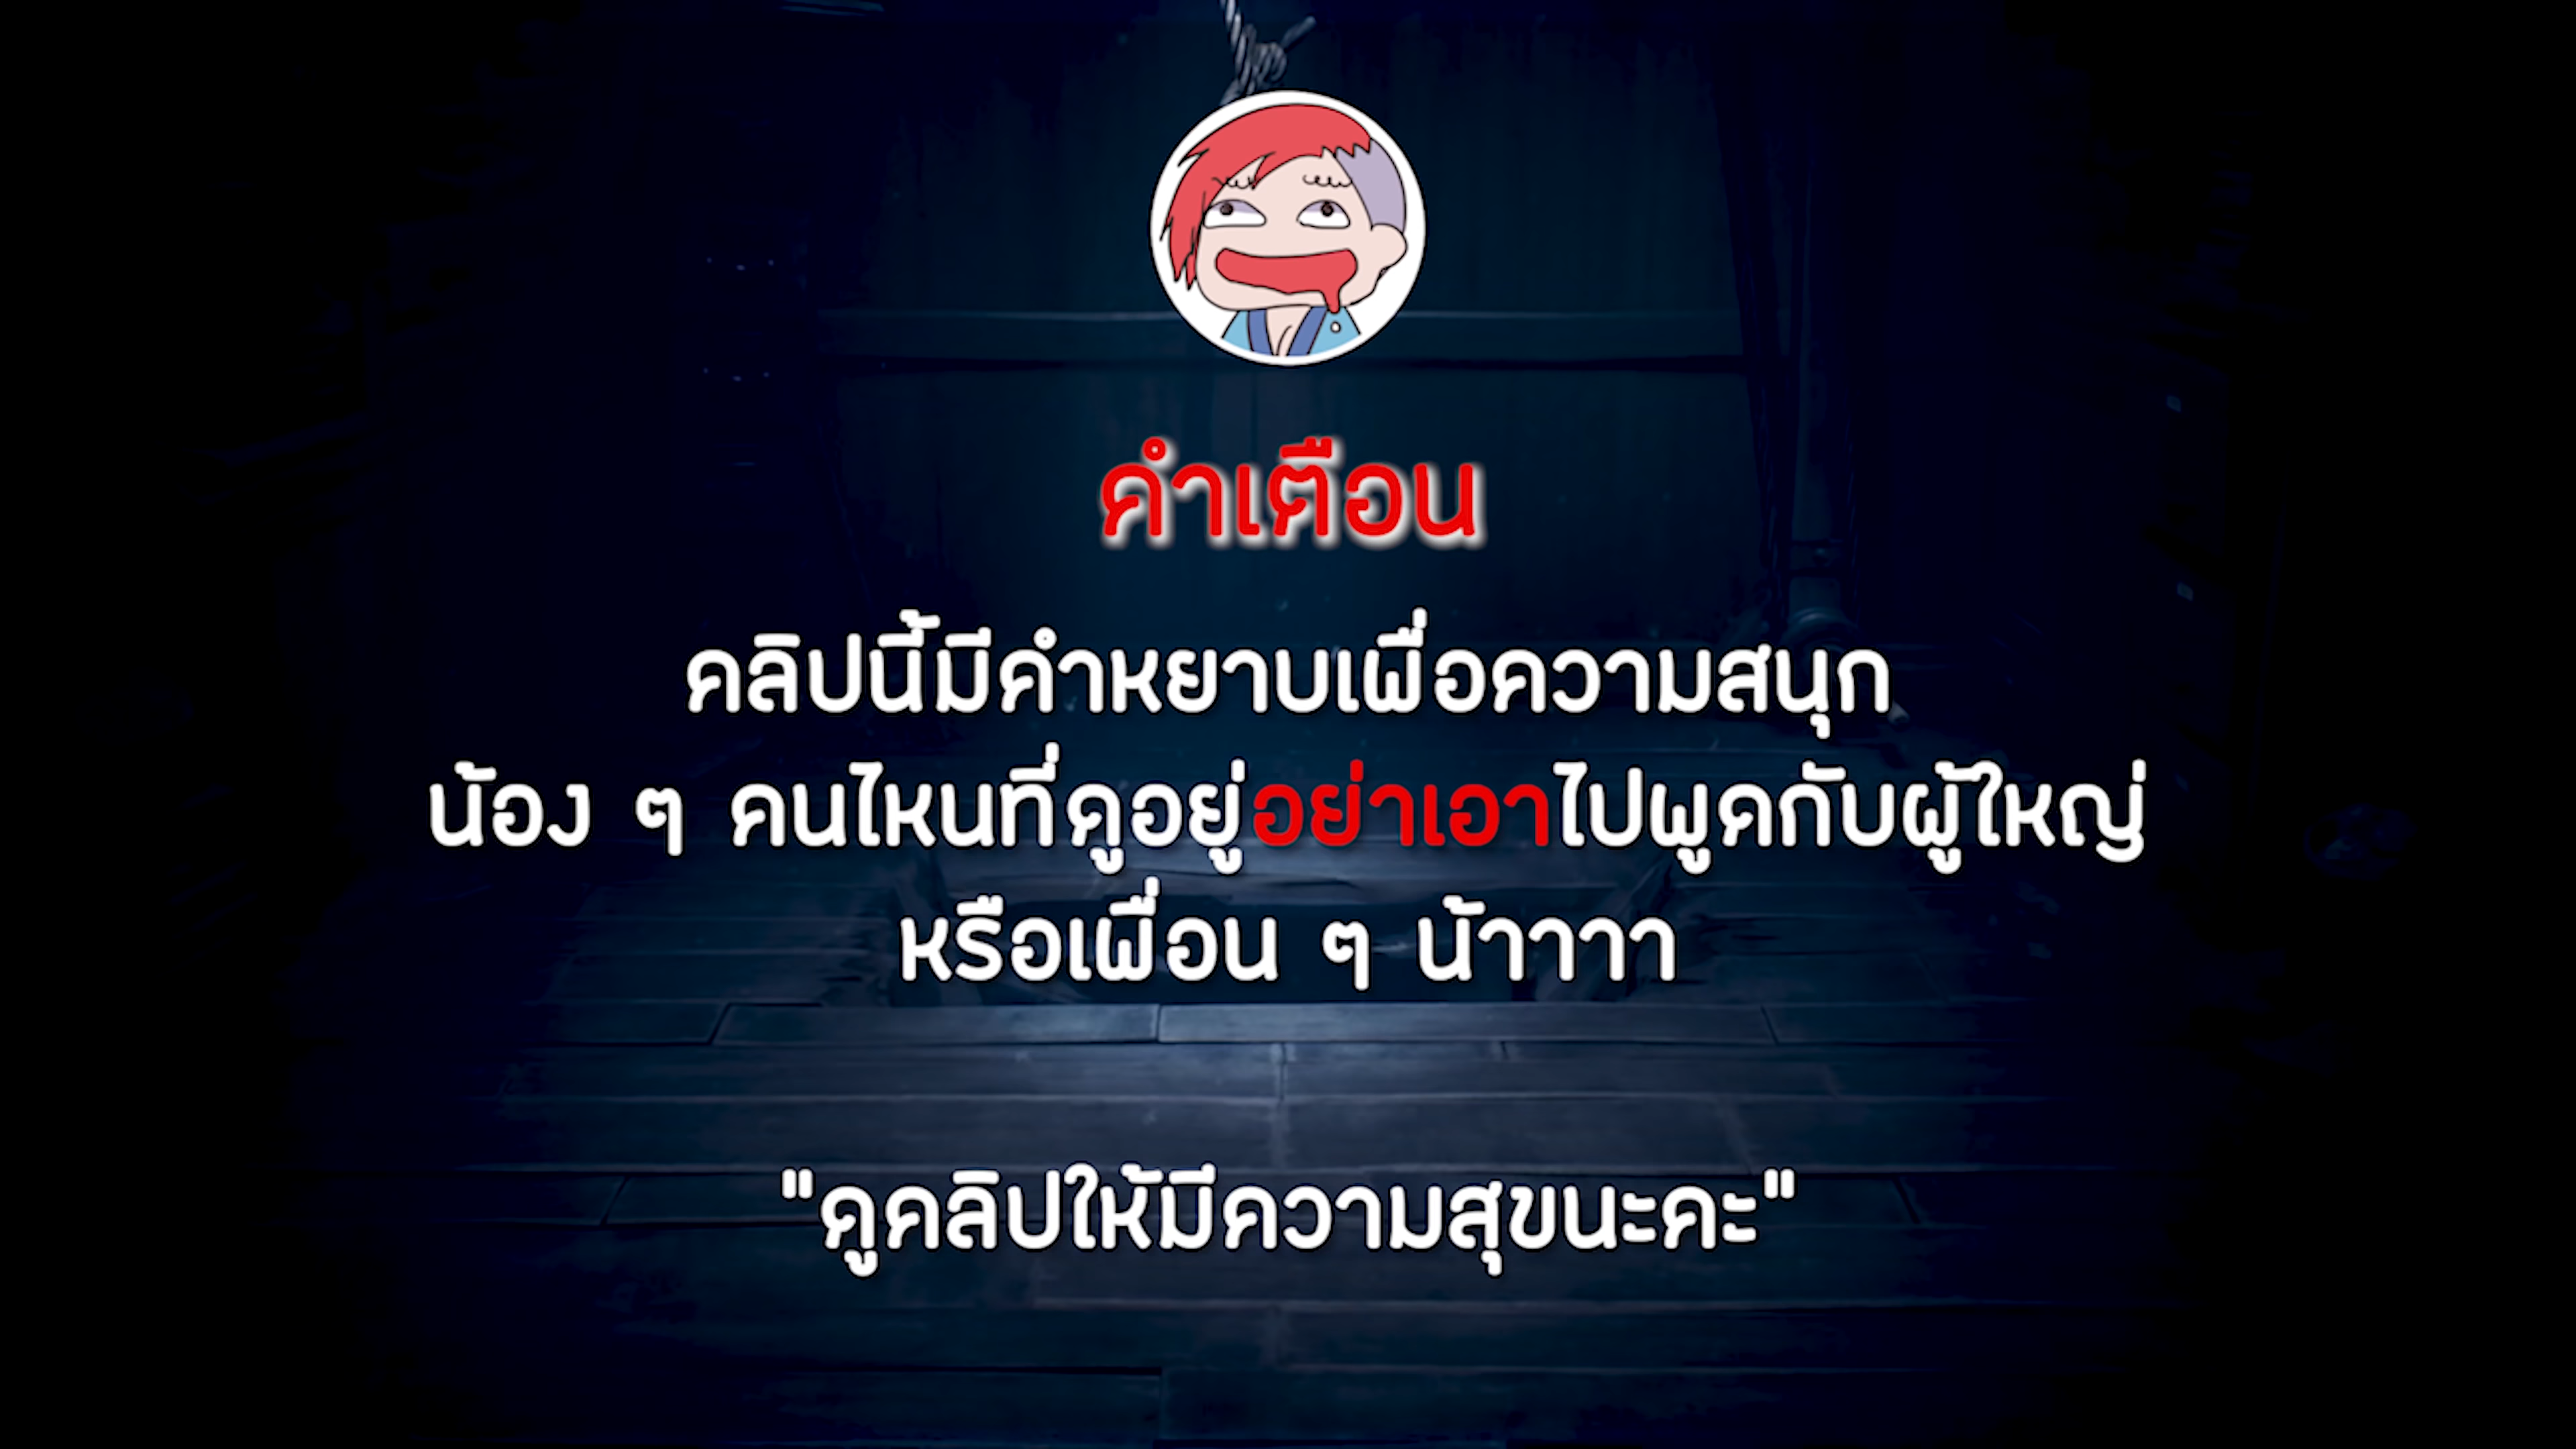 คำเตือน
คลิปนี้มีคำหยาบเพื่อความสนุก
น้อง ๆ คนไหนที่ดูอยู่อย่าเอาไปพูดกับผู้ใหญ่
หรือเพื่อน ๆ น้าาาาา
"ดูคลิปให้มีความสุขนะคะ"